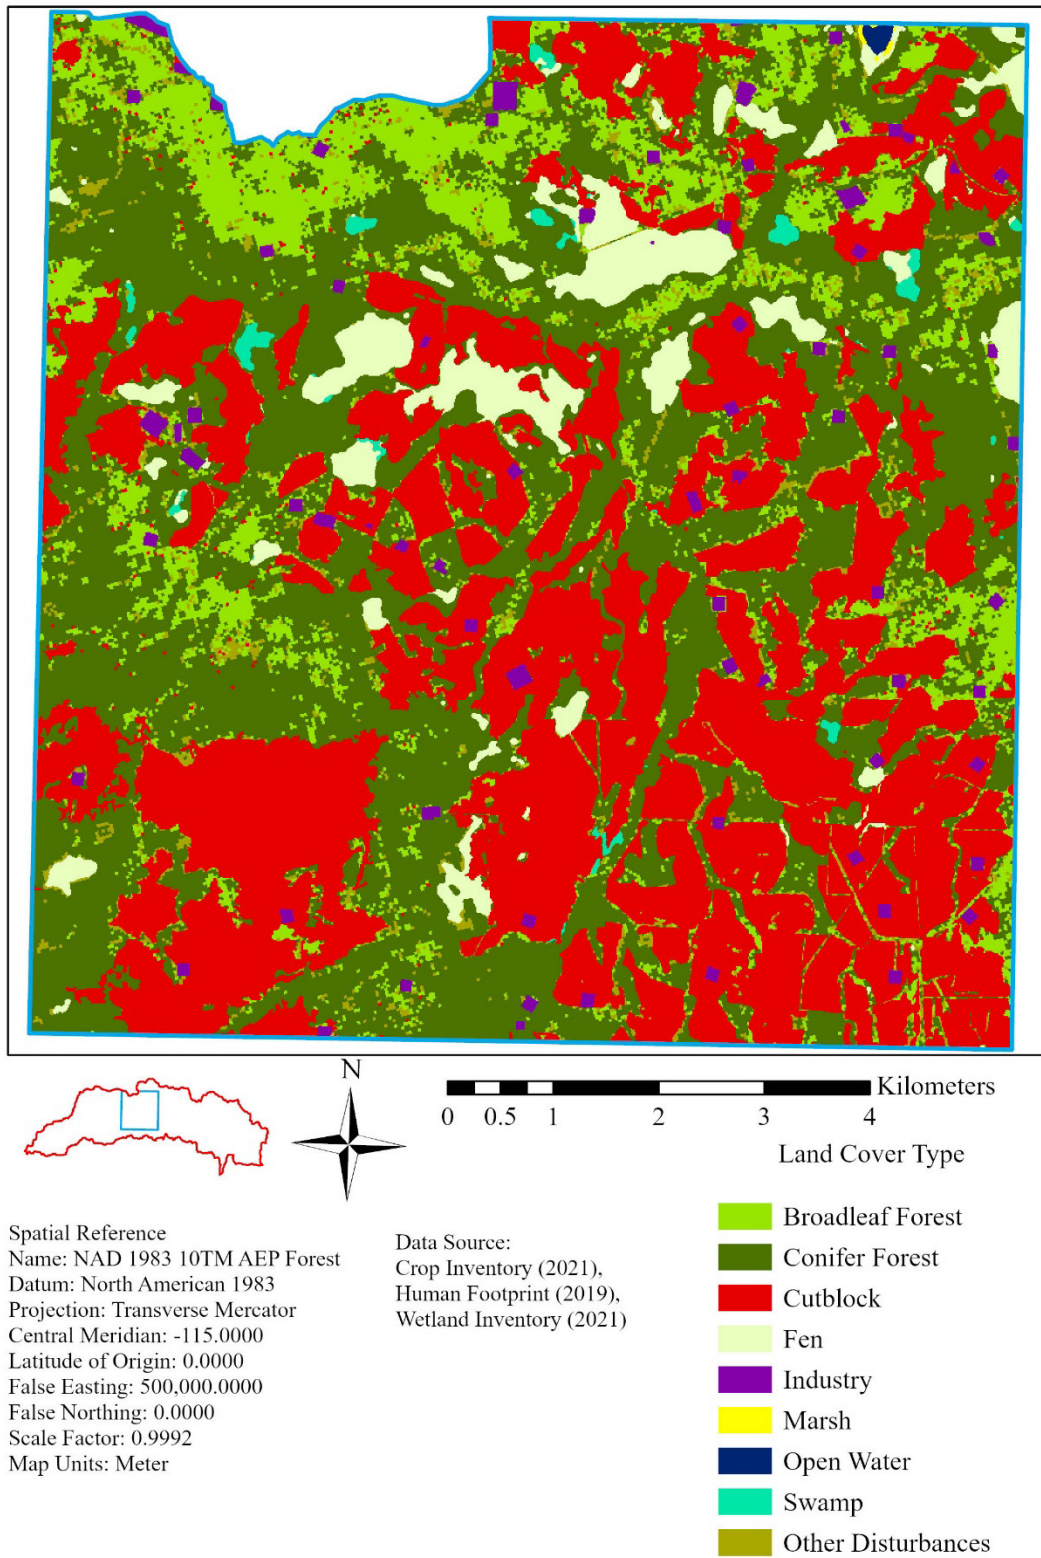 N
Kilometers
0 0.5 1 2 3 4
Land Cover Type
Spatial Reference
Name: NAD 1983 10TM AEP Forest
Datum: North American 1983
Projection: Transverse Mercator
Central Meridian: -115.0000
Latitude of Origin: 0.0000
False Easting: 500,000.0000
False Northing: 0.0000
Scale Factor: 0.9992
Map Units: Meter
Data Source:
Crop Inventory (2021),
Human Footprint (2019),
Wetland Inventory (2021)
Broadleaf Forest
Conifer Forest
Cutblock
Fen
Industry
Marsh
Open Water
Swamp
Other Disturbances